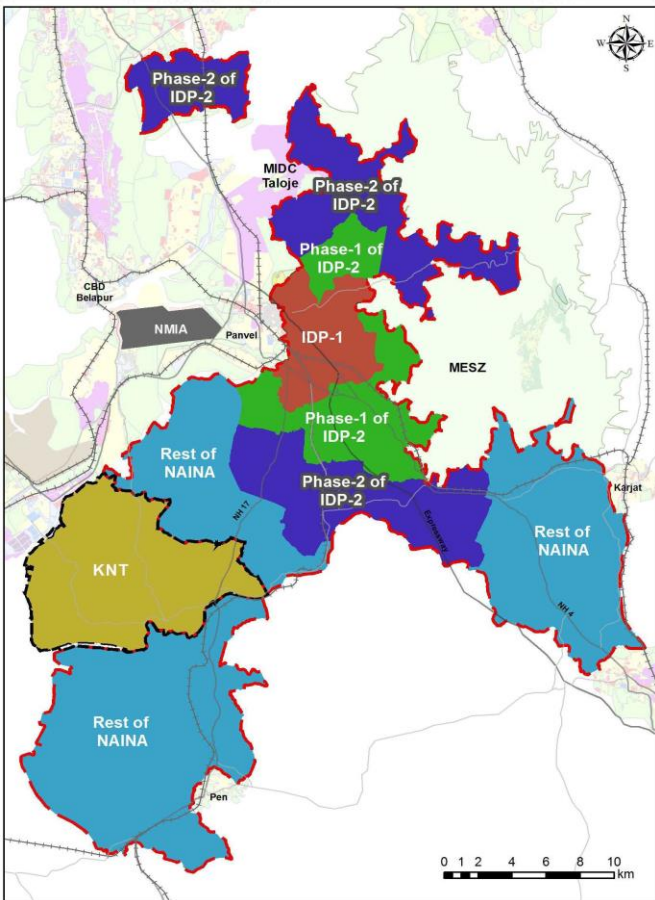 N
W E
S
Phase-2 of
IDP-2
MIDC
Taloje
Phase-2 of
IDP-2
Phase-1 of
IDP-2
CBD
Belapur
NMIA
Panvel
IDP-1
MESZ
Phase-1 of
IDP-2
Rest of
NAINA
Phase-2 of
IDP-2
Karjat
NH 17
Expressway
Rest of
NAINA
KNT
NH 4
Rest of
NAINA
Pen
0 1 2 4 6 8 10
km